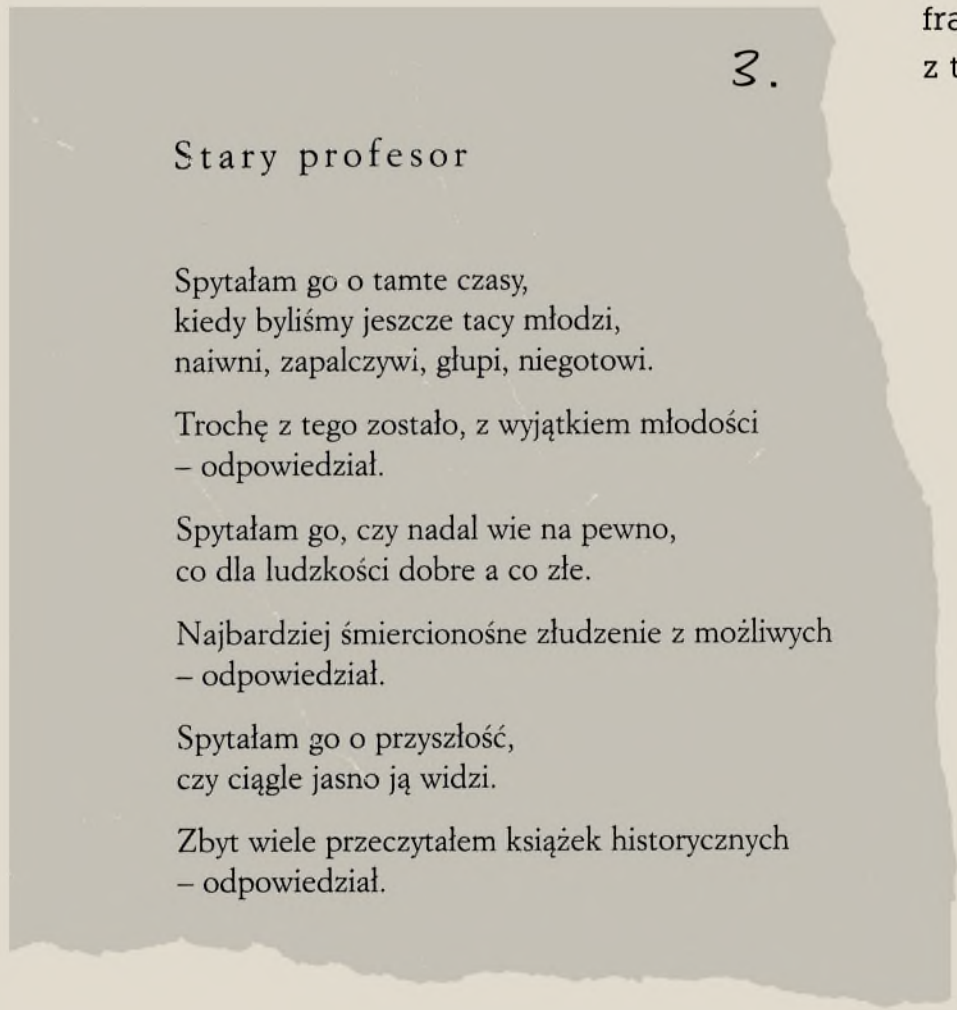 3.
Stary profesor
Spytałam go o tamte czasy,
kiedy byliśmy jeszcze tacy młodzi,
naiwni, zapalczywi, głupi, niegotowi.
Trochę z tego zostało, z wyjątkiem młodości
– odpowiedział.
Spytałam go, czy nadal wie na pewno,
co dla ludzkości dobre a co złe.
Najbardziej śmiercionośne złudzenie z możliwych
– odpowiedział.
Spytałam go o przyszłość,
czy ciągle jasno ją widzi.
Zbyt wiele przeczytałem książek historycznych
– odpowiedział.